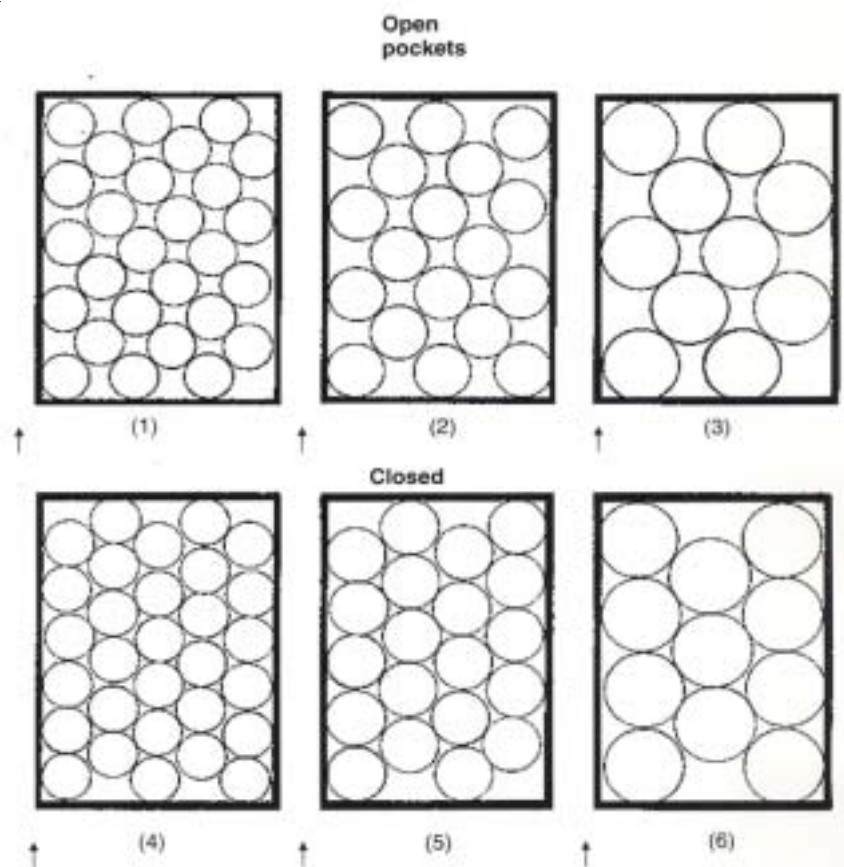 Open
pockets
(1)
(2)
(3)
Closed
(4)
(5)
(6)